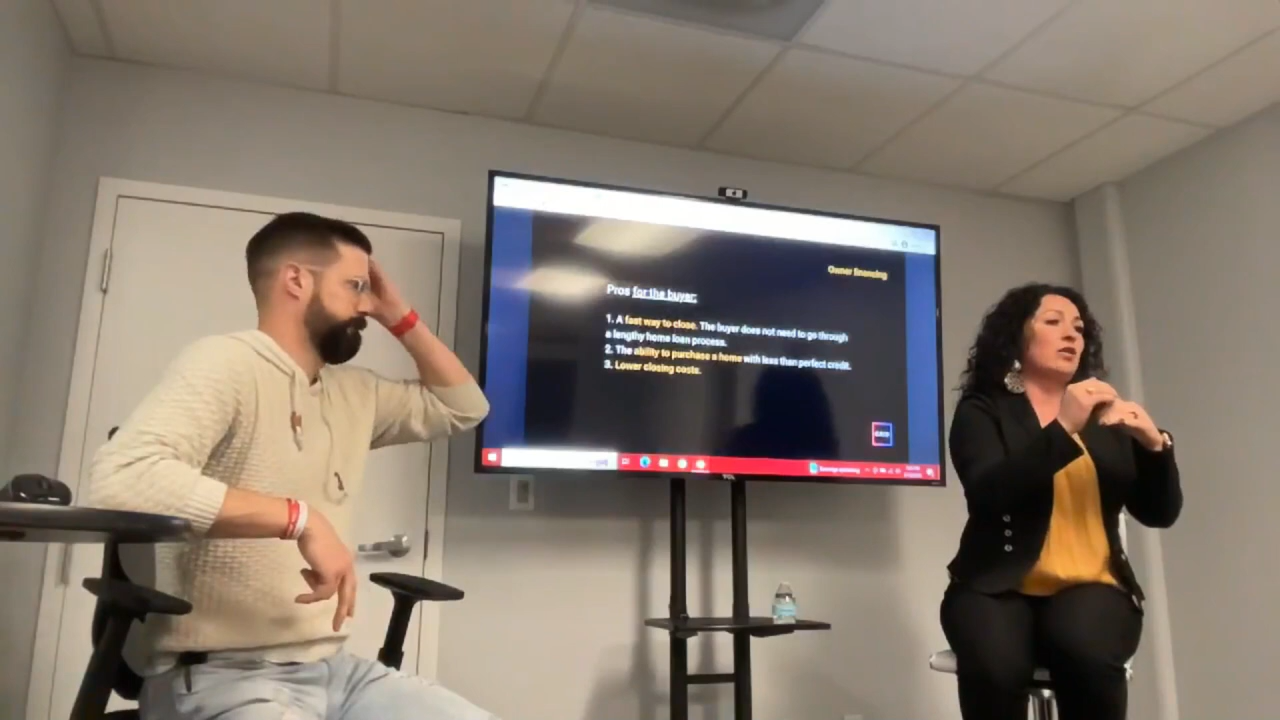 Owner financing
Pros for the buyer:
1. A fast way to close. The buyer does not need to go through
a lengthy home loan process.
2. The ability to purchase a home with less than perfect credit.
3. Lower closing costs.
TCL